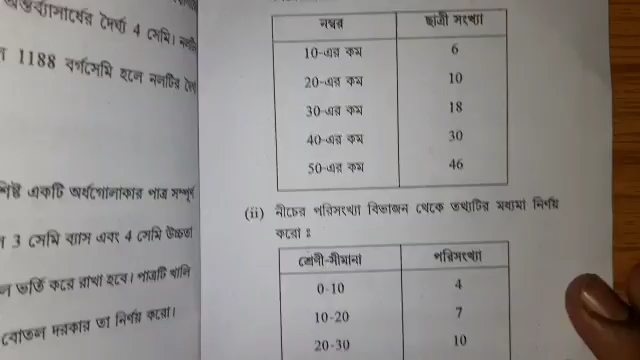 দৈর্ঘ্য 4 সেমি।
1188 বর্গসেমি হলে নলটির দৈর্ঘ্য
একটি অর্ধগোলাকার পাত্র সম্পূর্ণ
3 সেমি ব্যাস এবং 4 সেমি উচ্চতা
ভর্তি করে রাখা হবে। পাত্রটি খালি
বোতল দরকার তা নির্ণয় করো।
নম্বর ছাত্রী সংখ্যা
10-এর কম 6
20-এর কম 10
30-এর কম 18
40-এর কম 30
50-এর কম 46
(ii) নীচের পরিসংখ্যা বিভাজন থেকে তথ্যটির মধ্যমা নির্ণয়
করো ঃ
শ্রেণী-সীমানা পরিসংখ্যা
0-10 4
10-20 7
20-30 10